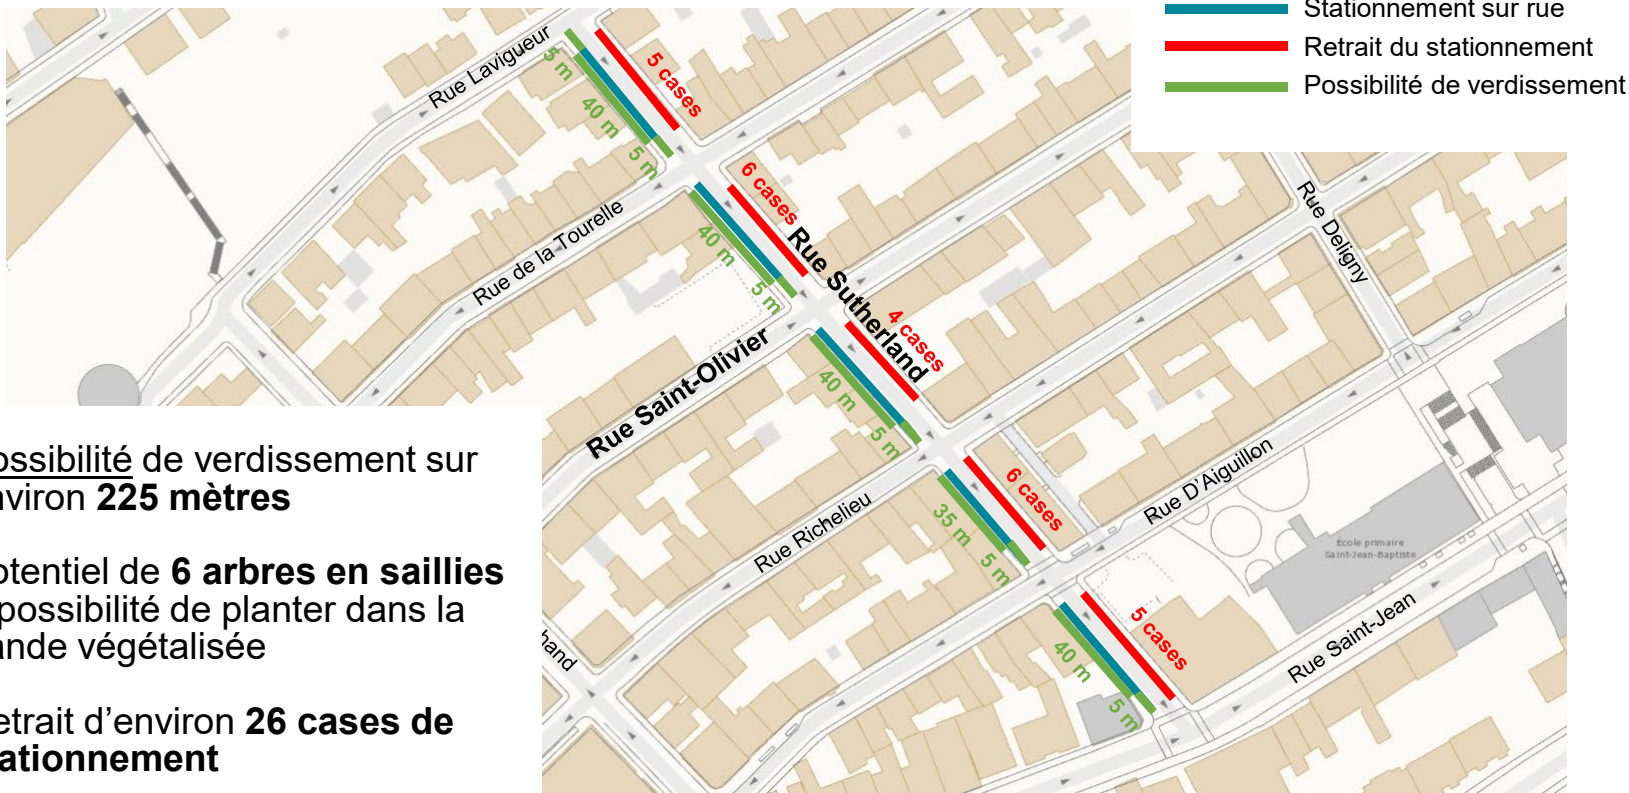 Stationnement sur rue
Retrait du stationnement
Possibilité de verdissement
Rue Lavigueur
5 m
40 m
5 m
5 cases
Rue de la Tourelle
6 cases
40 m
5 m
Rue Sutherland
Rue Saint-Olivier
4 cases
40 m
5 m
Rue Deligny
Rue Richelieu
6 cases
35 m
5 m
Rue D'Aiguillon
École primaire
Saint-Jean-Baptiste
5 cases
40 m
5 m
Rue Saint-Jean
hand
ossibilité de verdissement sur
nviron 225 mètres
otentiel de 6 arbres en saillies
possibilité de planter dans la
ande végétalisée
etrait d'environ 26 cases de
ationnement